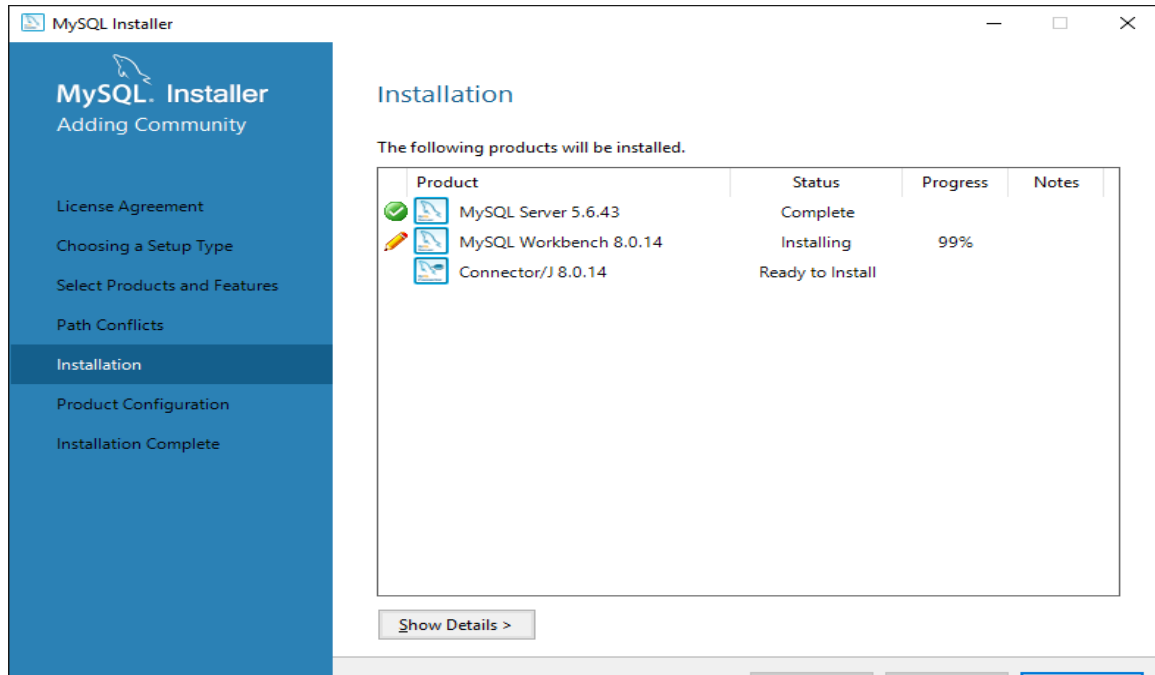 MySQL Installer
MySQL. Installer
Adding Community
License Agreement
Choosing a Setup Type
Select Products and Features
Path Conflicts
Installation
Product Configuration
Installation Complete
Installation
The following products will be installed.
Product Status Progress Notes
MySQL Server 5.6.43 Complete
MySQL Workbench 8.0.14 Installing 99%
Connector/J 8.0.14 Ready to Install
Show Details >